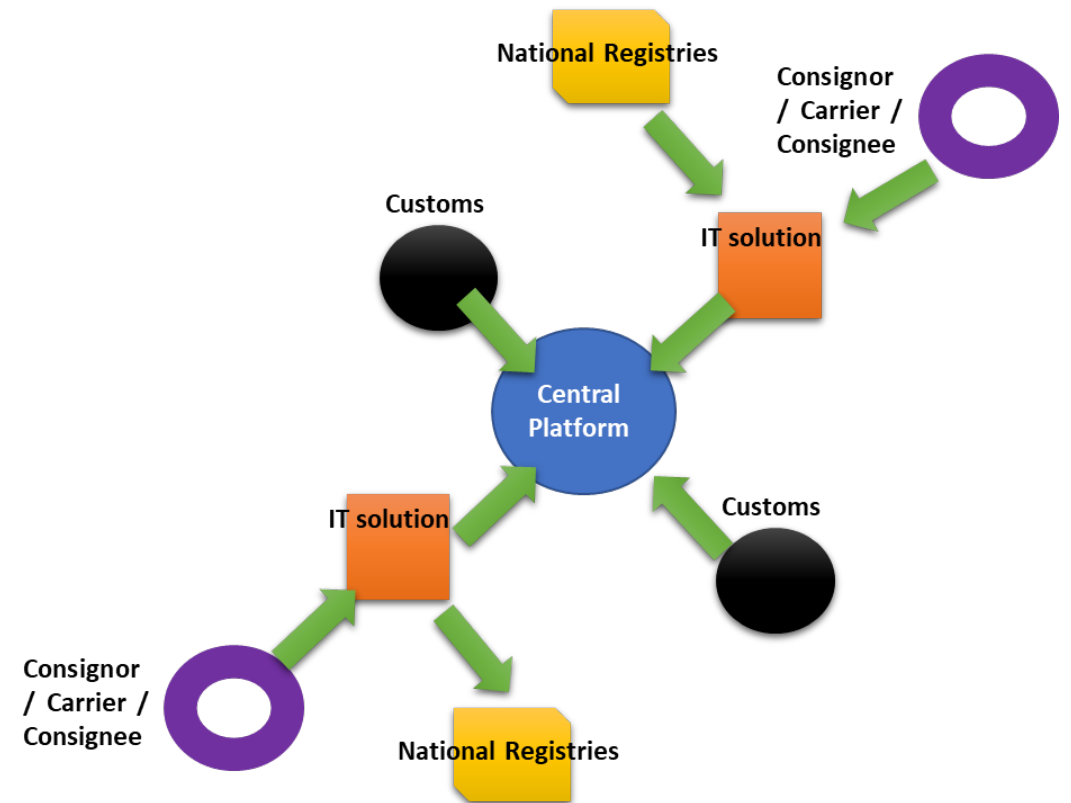 National Registries
Consignor
/ Carrier /
Consignee
Customs
IT solution
Central
Platform
IT solution
Customs
Consignor
/ Carrier /
Consignee
National Registries